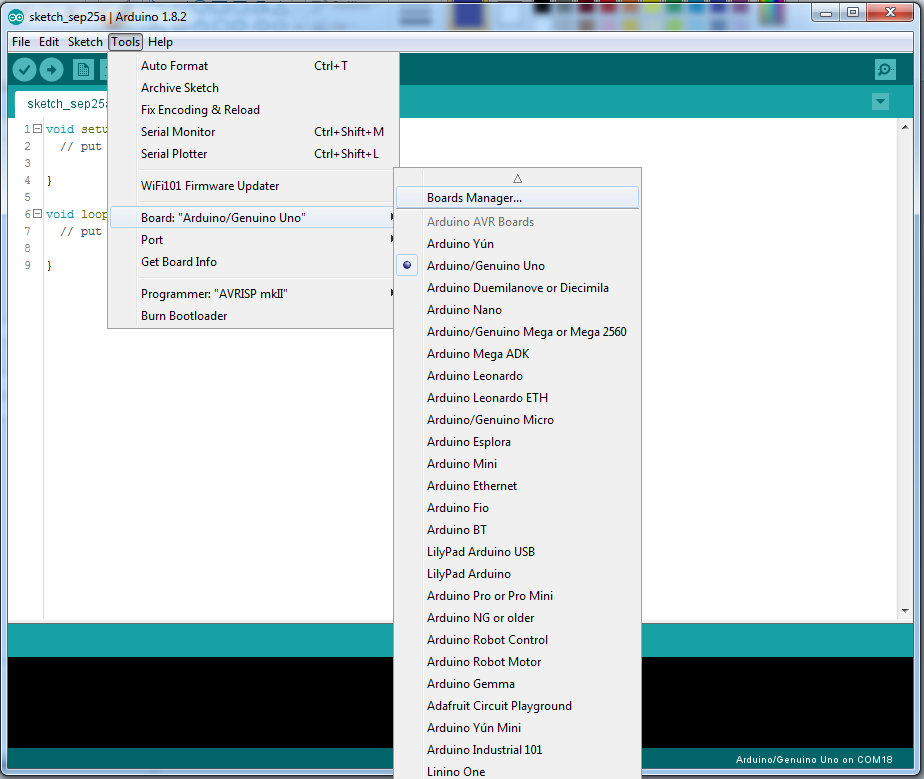 sketch_sep25a | Arduino 1.8.2
File Edit Sketch Tools Help
sketch_sep25a
1 void setu
2 // put
3
4 }
5
6 void loop
7 // put
8
9 }
Auto Format Ctrl+T
Archive Sketch
Fix Encoding & Reload
Serial Monitor Ctrl+Shift+M
Serial Plotter Ctrl+Shift+L
WiFi101 Firmware Updater
Board: "Arduino/Genuino Uno"
Port
Get Board Info
Programmer: "AVRISP mkII"
Burn Bootloader
Boards Manager...
Arduino AVR Boards
Arduino Yún
Arduino/Genuino Uno
Arduino Duemilanove or Diecimila
Arduino Nano
Arduino/Genuino Mega or Mega 2560
Arduino Mega ADK
Arduino Leonardo
Arduino Leonardo ETH
Arduino/Genuino Micro
Arduino Esplora
Arduino Mini
Arduino Ethernet
Arduino Fio
Arduino BT
LilyPad Arduino USB
LilyPad Arduino
Arduino Pro or Pro Mini
Arduino NG or older
Arduino Robot Control
Arduino Robot Motor
Arduino Gemma
Adafruit Circuit Playground
Arduino Yún Mini
Arduino Industrial 101
Linino One
Arduino/Genuino Uno on COM18